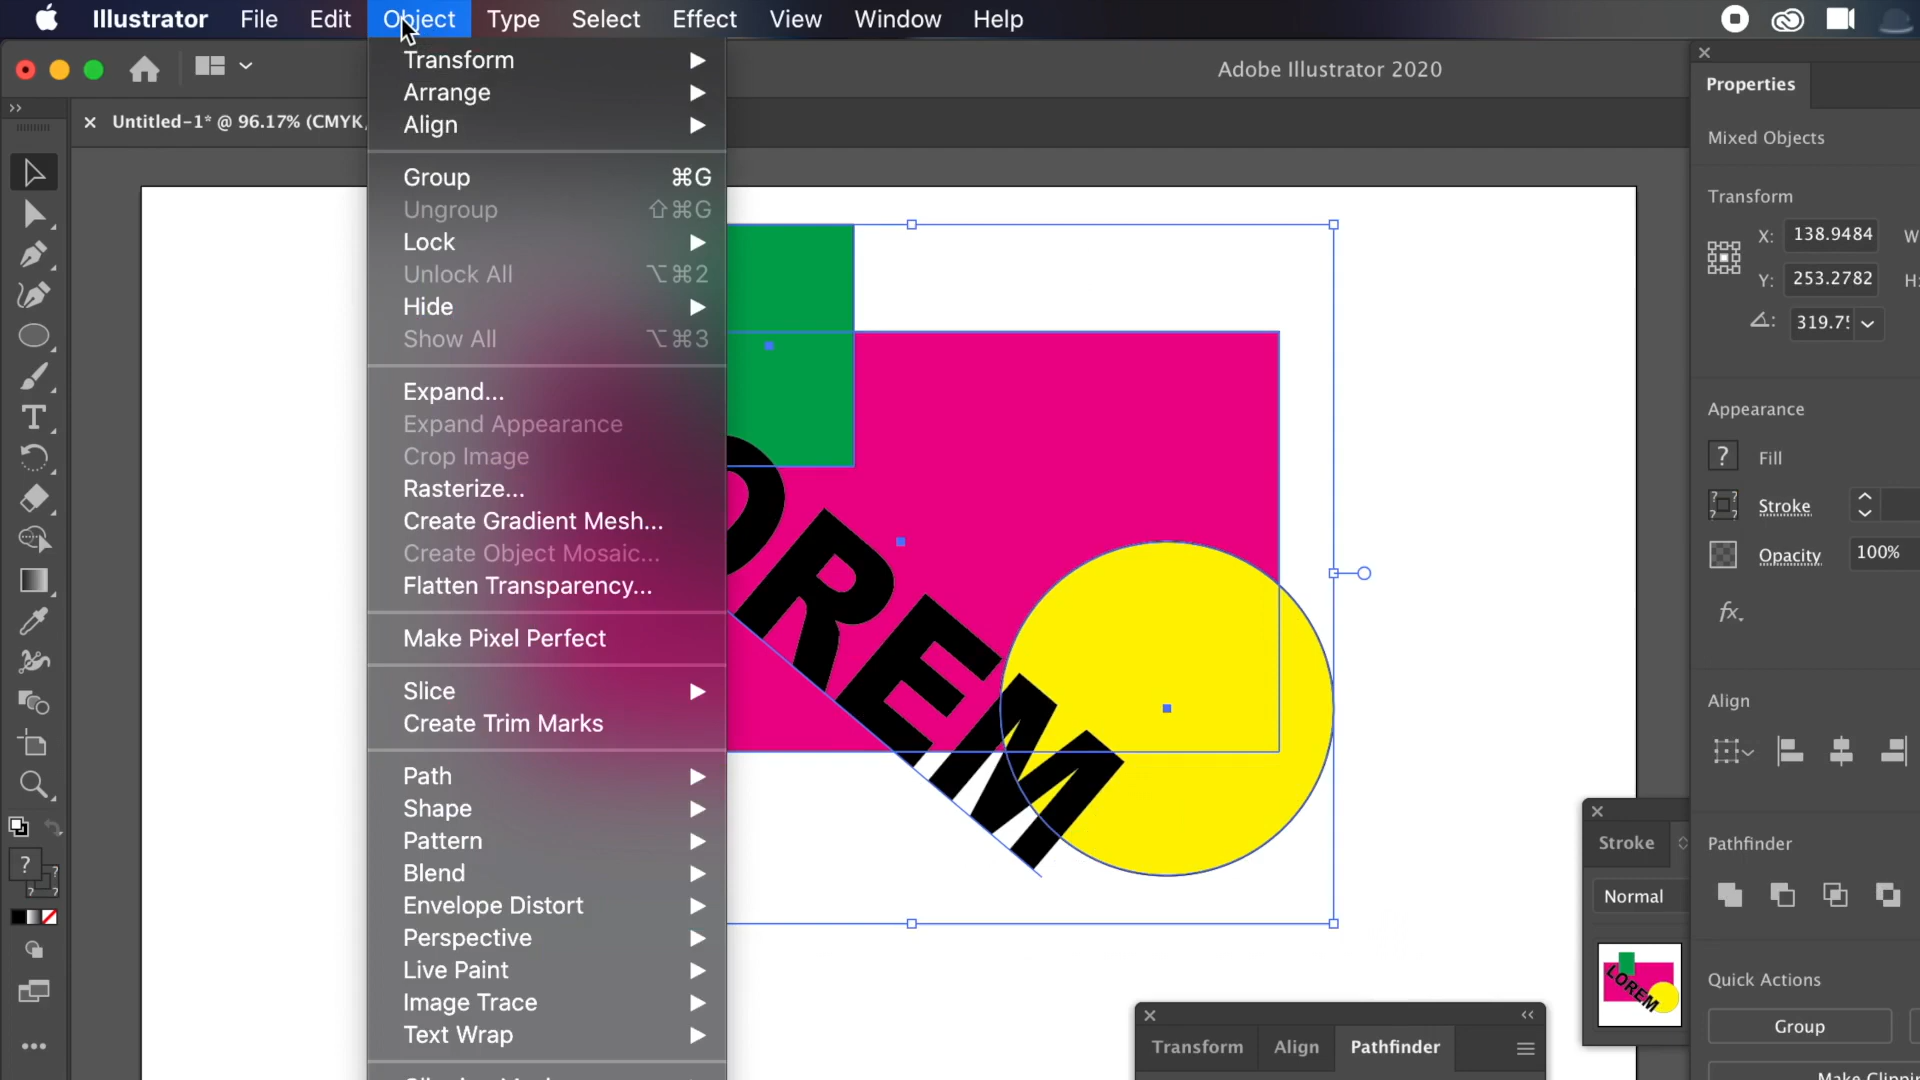 Illustrator File Edit Object Type Select Effect View Window Help
Adobe Illustrator 2020
Untitled-1* @ 96.17% (CMYK
Transform
Arrange
Align
Group ⌘G
Ungroup ⇧⌘G
Lock
Unlock All ⌥⌘2
Hide
Show All ⌥⌘3
Expand...
Expand Appearance
Crop Image
Rasterize...
Create Gradient Mesh...
Create Object Mosaic...
Flatten Transparency...
Make Pixel Perfect
Slice
Create Trim Marks
Path
Shape
Pattern
Blend
Envelope Distort
Perspective
Live Paint
Image Trace
Text Wrap
OREM
Properties
Mixed Objects
Transform
X: 138.9484 W
Y: 253.2782 H:
319.75
Appearance
? Fill
Stroke
Opacity 100%
fx.
Align
Pathfinder
Quick Actions
Group
Stroke
Normal
LOREM
Transform Align Pathfinder